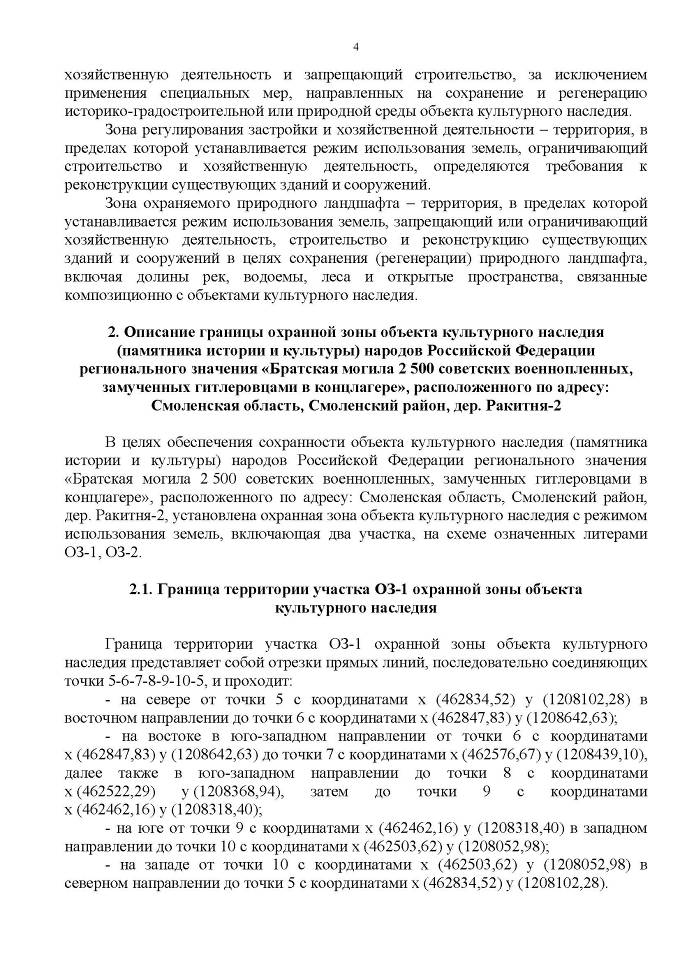 4
хозяйственную деятельность и запрещающий строительство, за исключением
применения специальных мер, направленных на сохранение и регенерацию
историко-градостроительной или природной среды объекта культурного наследия.
Зона регулирования застройки и хозяйственной деятельности – территория, в
пределах которой устанавливается режим использования земель, ограничивающий
строительство и хозяйственную деятельность, определяются требования к
реконструкции существующих зданий и сооружений.
Зона охраняемого природного ландшафта – территория, в пределах которой
устанавливается режим использования земель, запрещающий или ограничивающий
хозяйственную деятельность, строительство и реконструкцию существующих
зданий и сооружений в целях сохранения (регенерации) природного ландшафта,
включая долины рек, водоемы, леса и открытые пространства, связанные
композиционно с объектами культурного наследия.
2. Описание границы охранной зоны объекта культурного наследия
(памятника истории и культуры) народов Российской Федерации
регионального значения «Братская могила 2 500 советских военнопленных,
замученных гитлеровцами в концлагере», расположенного по адресу:
Смоленская область, Смоленский район, дер. Ракитня-2
В целях обеспечения сохранности объекта культурного наследия (памятника
истории и культуры) народов Российской Федерации регионального значения
«Братская могила 2 500 советских военнопленных, замученных гитлеровцами в
концлагере», расположенного по адресу: Смоленская область, Смоленский район,
дер. Ракитня-2, установлена охранная зона объекта культурного наследия с режимом
использования земель, включающая два участка, на схеме означенных литерами
ОЗ-1, ОЗ-2.
2.1. Граница территории участка ОЗ-1 охранной зоны объекта
культурного наследия
Граница территории участка ОЗ-1 охранной зоны объекта культурного
наследия представляет собой отрезки прямых линий, последовательно соединяющих
точки 5-6-7-8-9-10-5, и проходит:
- на севере от точки 5 с координатами х (462834,52) у (1208102,28) в
восточном направлении до точки 6 с координатами х (462847,83) у (1208642,63);
- на востоке в юго-западном направлении от точки 6 с координатами
х (462847,83) у (1208642,63) до точки 7 с координатами х (462576,67) у (1208439,10),
далее также в юго-западном направлении до точки 8 с координатами
х (462522,29) у (1208368,94), затем до точки 9 с координатами
х (462462,16) у (1208318,40);
- на юге от точки 9 с координатами х (462462,16) у (1208318,40) в западном
направлении до точки 10 с координатами х (462503,62) у (1208052,98);
- на западе от точки 10 с координатами х (462503,62) у (1208052,98) в
северном направлении до точки 5 с координатами х (462834,52) у (1208102,28).